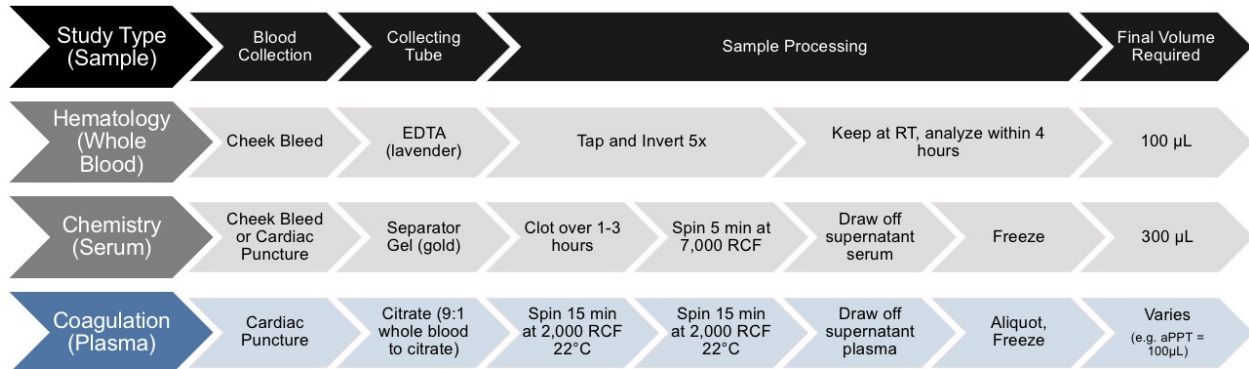 Study Type
(Sample)
Blood
Collection
Collecting
Tube
Sample Processing
Final Volume
Required
Hematology
(Whole
Blood)
Cheek Bleed
EDTA
(lavender)
Tap and Invert 5x
Keep at RT, analyze within 4
hours
100 µL
Chemistry
(Serum)
Cheek Bleed
or Cardiac
Puncture
Separator
Gel (gold)
Clot over 1-3
hours
Spin 5 min at
7,000 RCF
Draw off
supernatant
serum
Freeze
300 µL
Coagulation
(Plasma)
Cardiac
Puncture
Citrate (9:1
whole blood
to citrate)
Spin 15 min
at 2,000 RCF
22°C
Spin 15 min
at 2,000 RCF
22°C
Draw off
supernatant
plasma
Aliquot,
Freeze
Varies
(e.g. aPPT =
100µL)